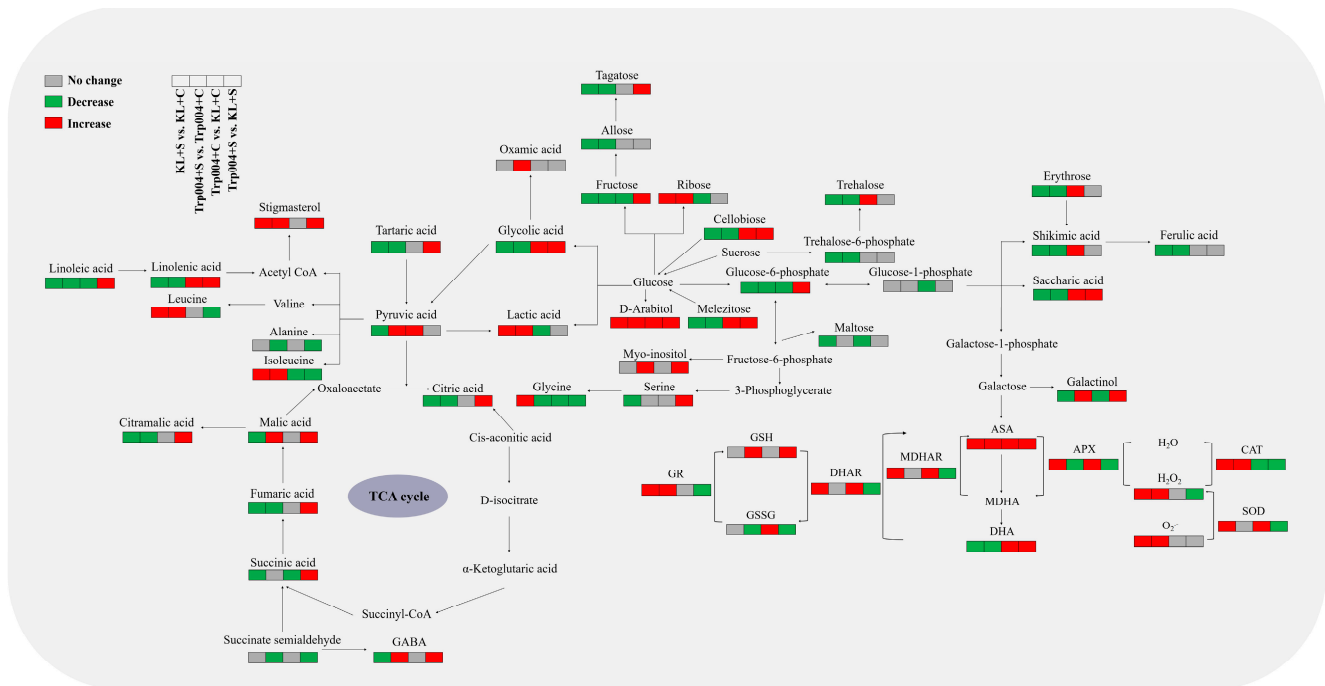 No change
Decrease
Increase
KL+S vs. KL+C
Trp004+S vs. Trp004+C
Trp004+C vs. KL+C
Trp004+S vs. KL+S
Tagatose
Allose
Oxamic acid
Fructose
Ribose
Trehalose
Erythrose
Stigmasterol
Tartaric acid
Glycolic acid
Cellobiose
Sucrose
Trehalose-6-phosphate
Shikimic acid
Ferulic acid
Linoleic acid
Linolenic acid
Acetyl CoA
Glucose
Glucose-6-phosphate
Glucose-1-phosphate
Saccharic acid
Leucine
Valine
D-Arabitol
Melezitose
Alanine
Pyruvic acid
Lactic acid
Maltose
Galactose-1-phosphate
Isoleucine
Myo-inositol
Fructose-6-phosphate
Oxaloacetate
Citric acid
Glycine
Serine
3-Phosphoglycerate
Galactose
Galactinol
Citramalic acid
Malic acid
Cis-aconitic acid
GSH
ASA
APX
H2O
CAT
GR
DHAR
MDHAR
H2O2
Fumaric acid
TCA cycle
D-isocitrate
GSSG
MDHA
SOD
DHA
O2·−
Succinic acid
α-Ketoglutaric acid
Succinyl-CoA
Succinate semialdehyde
GABA